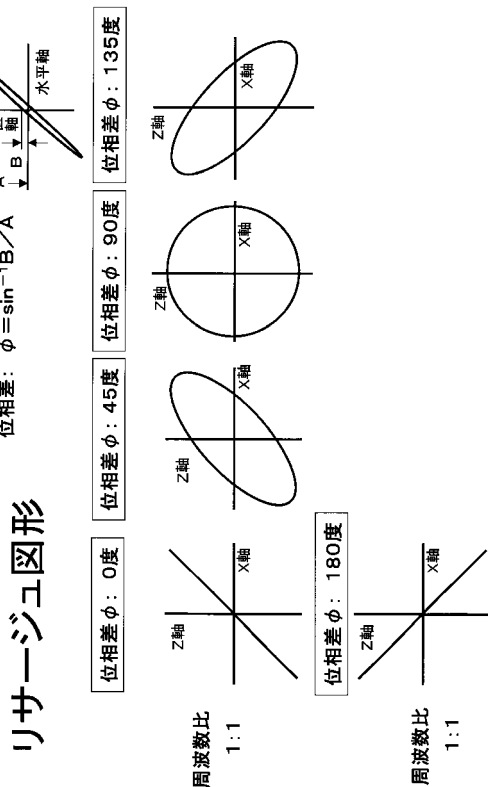 リサージュ図形
位相差: φ=sin⁻¹B/A
A
B
軸
水平軸
位相差φ: 0度
位相差φ: 45度
位相差φ: 90度
位相差φ: 135度
周波数比
1:1
Z軸
X軸
Z軸
X軸
Z軸
X軸
Z軸
X軸
位相差φ: 180度
周波数比
1:1
Z軸
X軸